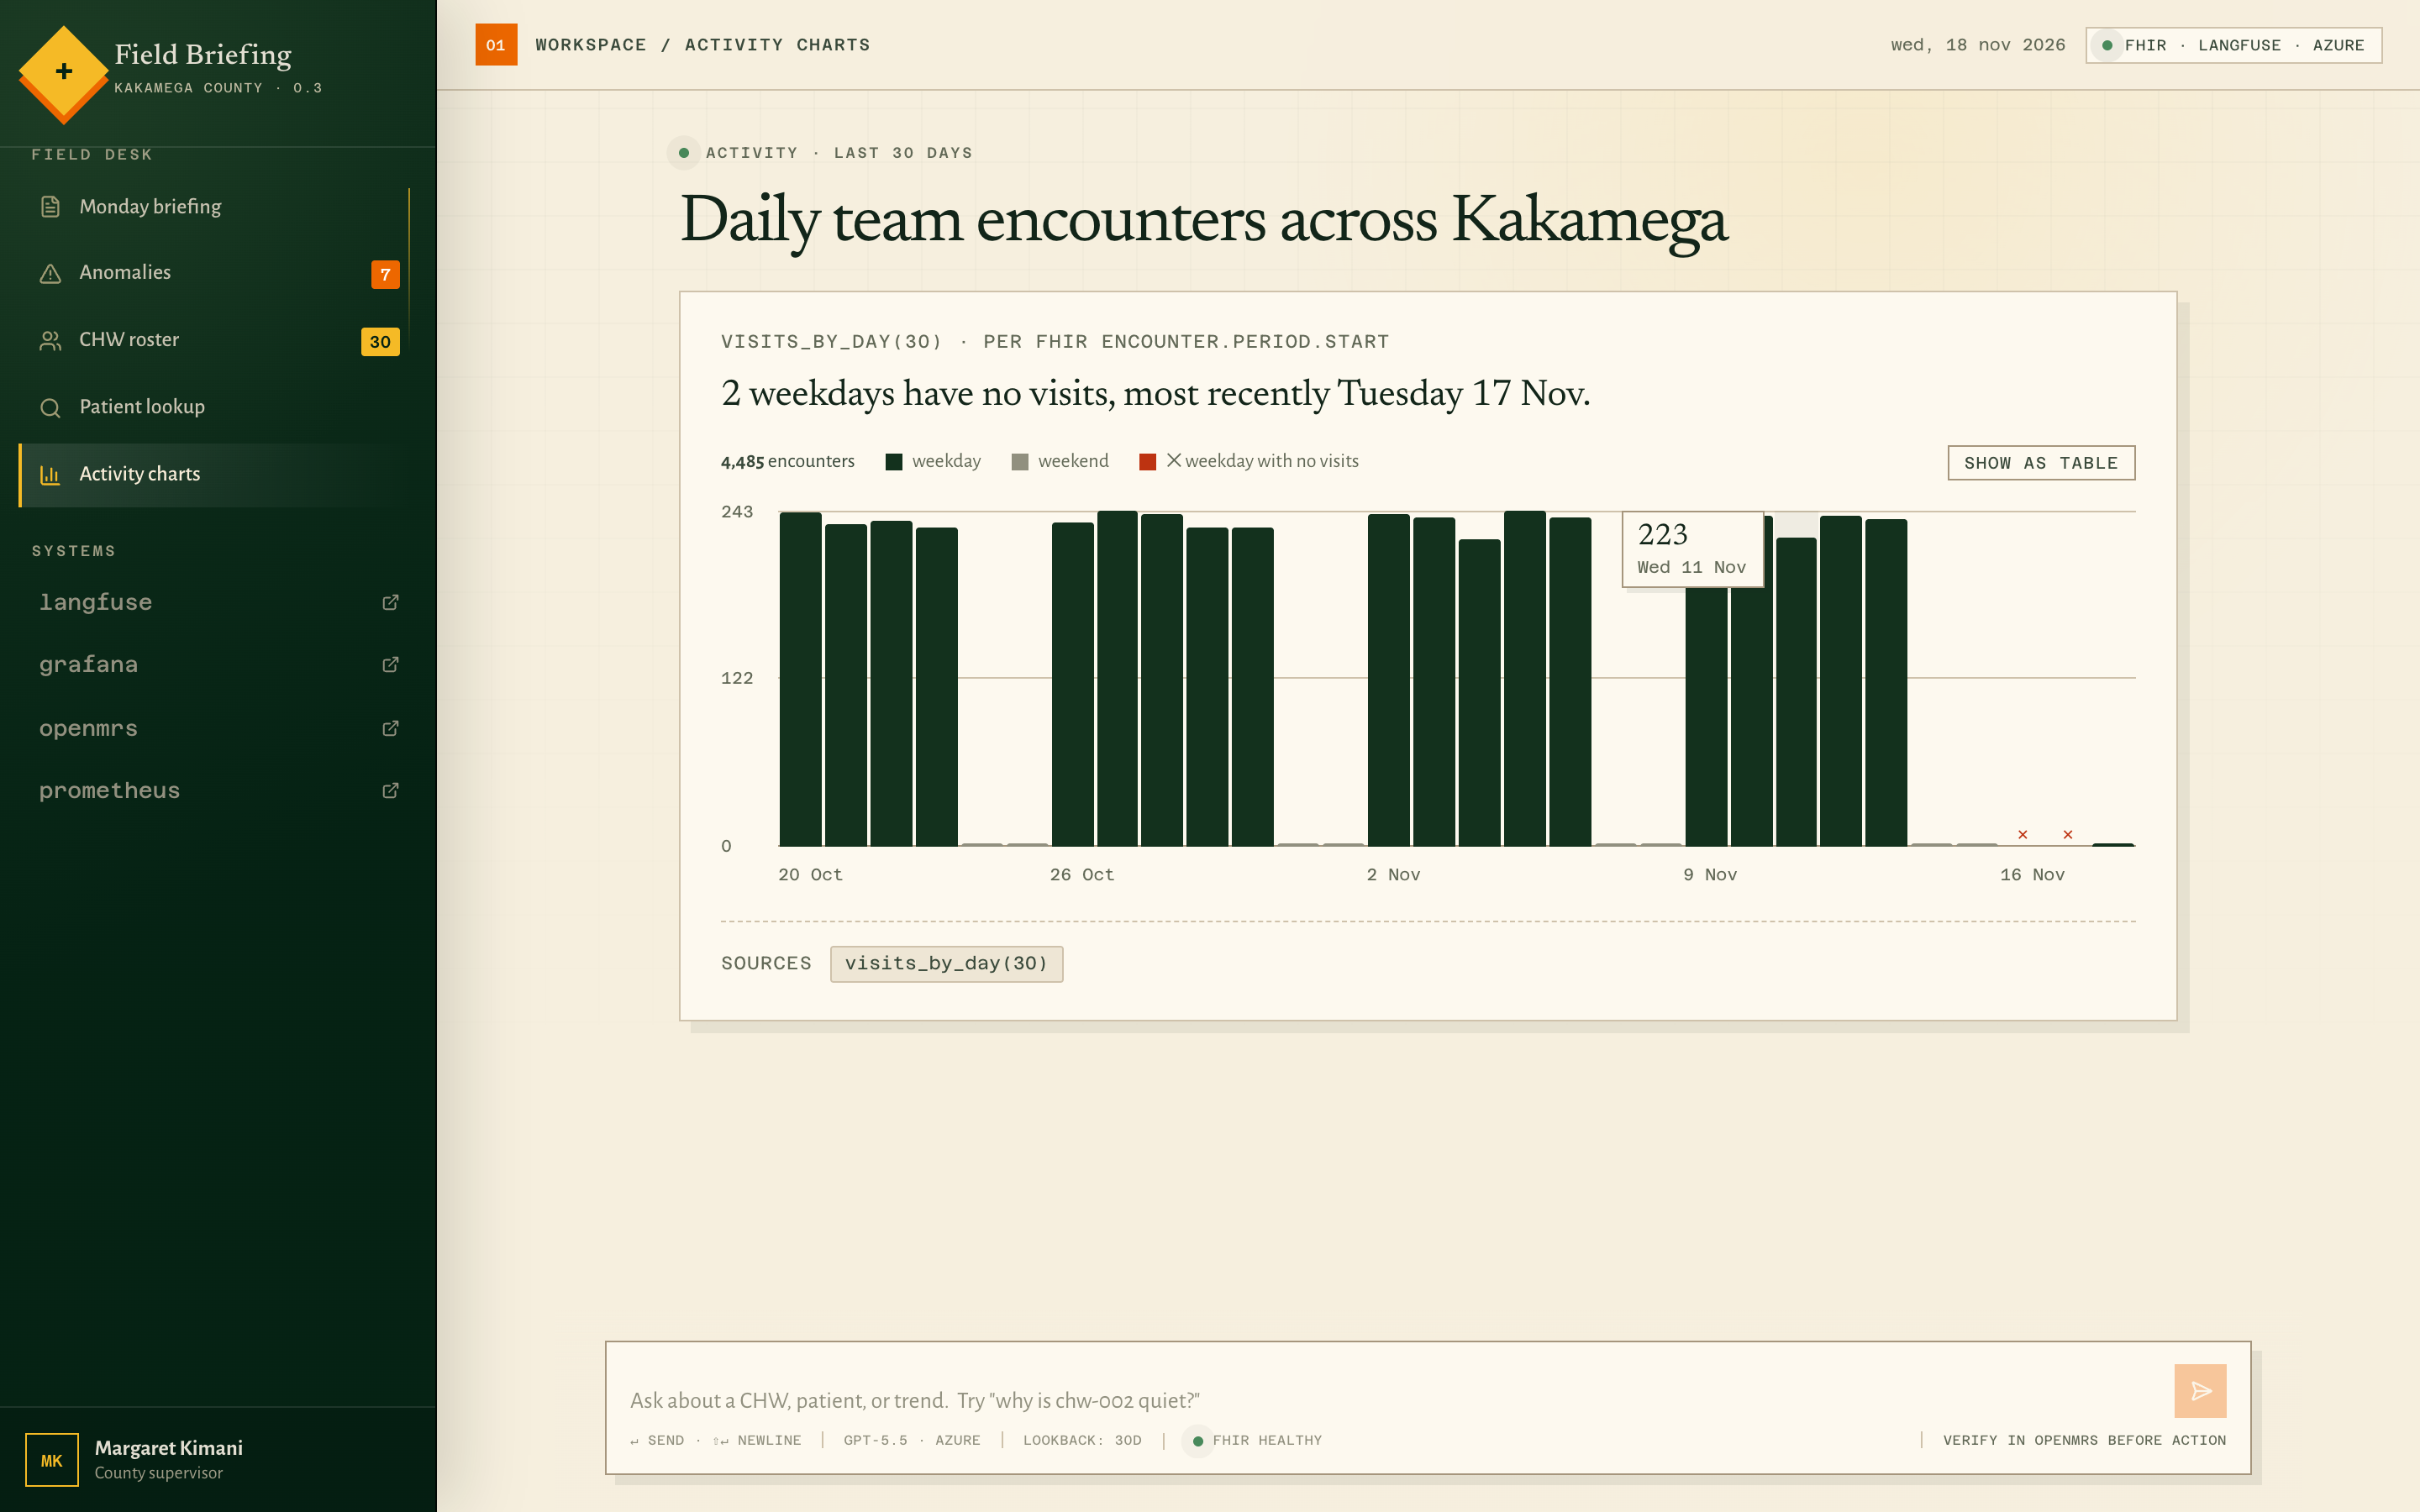 +
Field Briefing
KAKAMEGA COUNTY · 0.3
FIELD DESK
Monday briefing
Anomalies 7
CHW roster 30
Patient lookup
Activity charts
SYSTEMS
langfuse
grafana
openmrs
prometheus
MK
Margaret Kimani
County supervisor
01 WORKSPACE / ACTIVITY CHARTS
wed, 18 nov 2026 FHIR · LANGFUSE · AZURE
ACTIVITY · LAST 30 DAYS
Daily team encounters across Kakamega
VISITS_BY_DAY(30) · PER FHIR ENCOUNTER.PERIOD.START
2 weekdays have no visits, most recently Tuesday 17 Nov.
4,485 encounters weekday weekend × weekday with no visits
SHOW AS TABLE
243
223
Wed 11 Nov
122
× ×
0
20 Oct 26 Oct 2 Nov 9 Nov 16 Nov
SOURCES visits_by_day(30)
Ask about a CHW, patient, or trend. Try "why is chw-002 quiet?"
↵ SEND · ⇧↵ NEWLINE | GPT-5.5 · AZURE | LOOKBACK: 30D | FHIR HEALTHY | VERIFY IN OPENMRS BEFORE ACTION